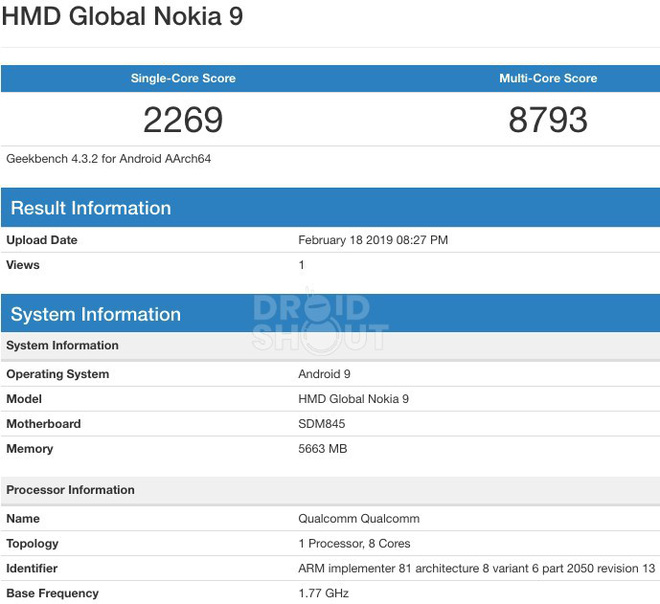 HMD Global Nokia 9
Single-Core Score Multi-Core Score
2269 8793
Geekbench 4.3.2 for Android AArch64
Result Information
Upload Date February 18 2019 08:27 PM
Views 1
System Information
DROID
SHOUT
System Information
Operating System Android 9
Model HMD Global Nokia 9
Motherboard SDM845
Memory 5663 MB
Processor Information
Name Qualcomm Qualcomm
Topology 1 Processor, 8 Cores
Identifier ARM implementer 81 architecture 8 variant 6 part 2050 revision 13
Base Frequency 1.77 GHz